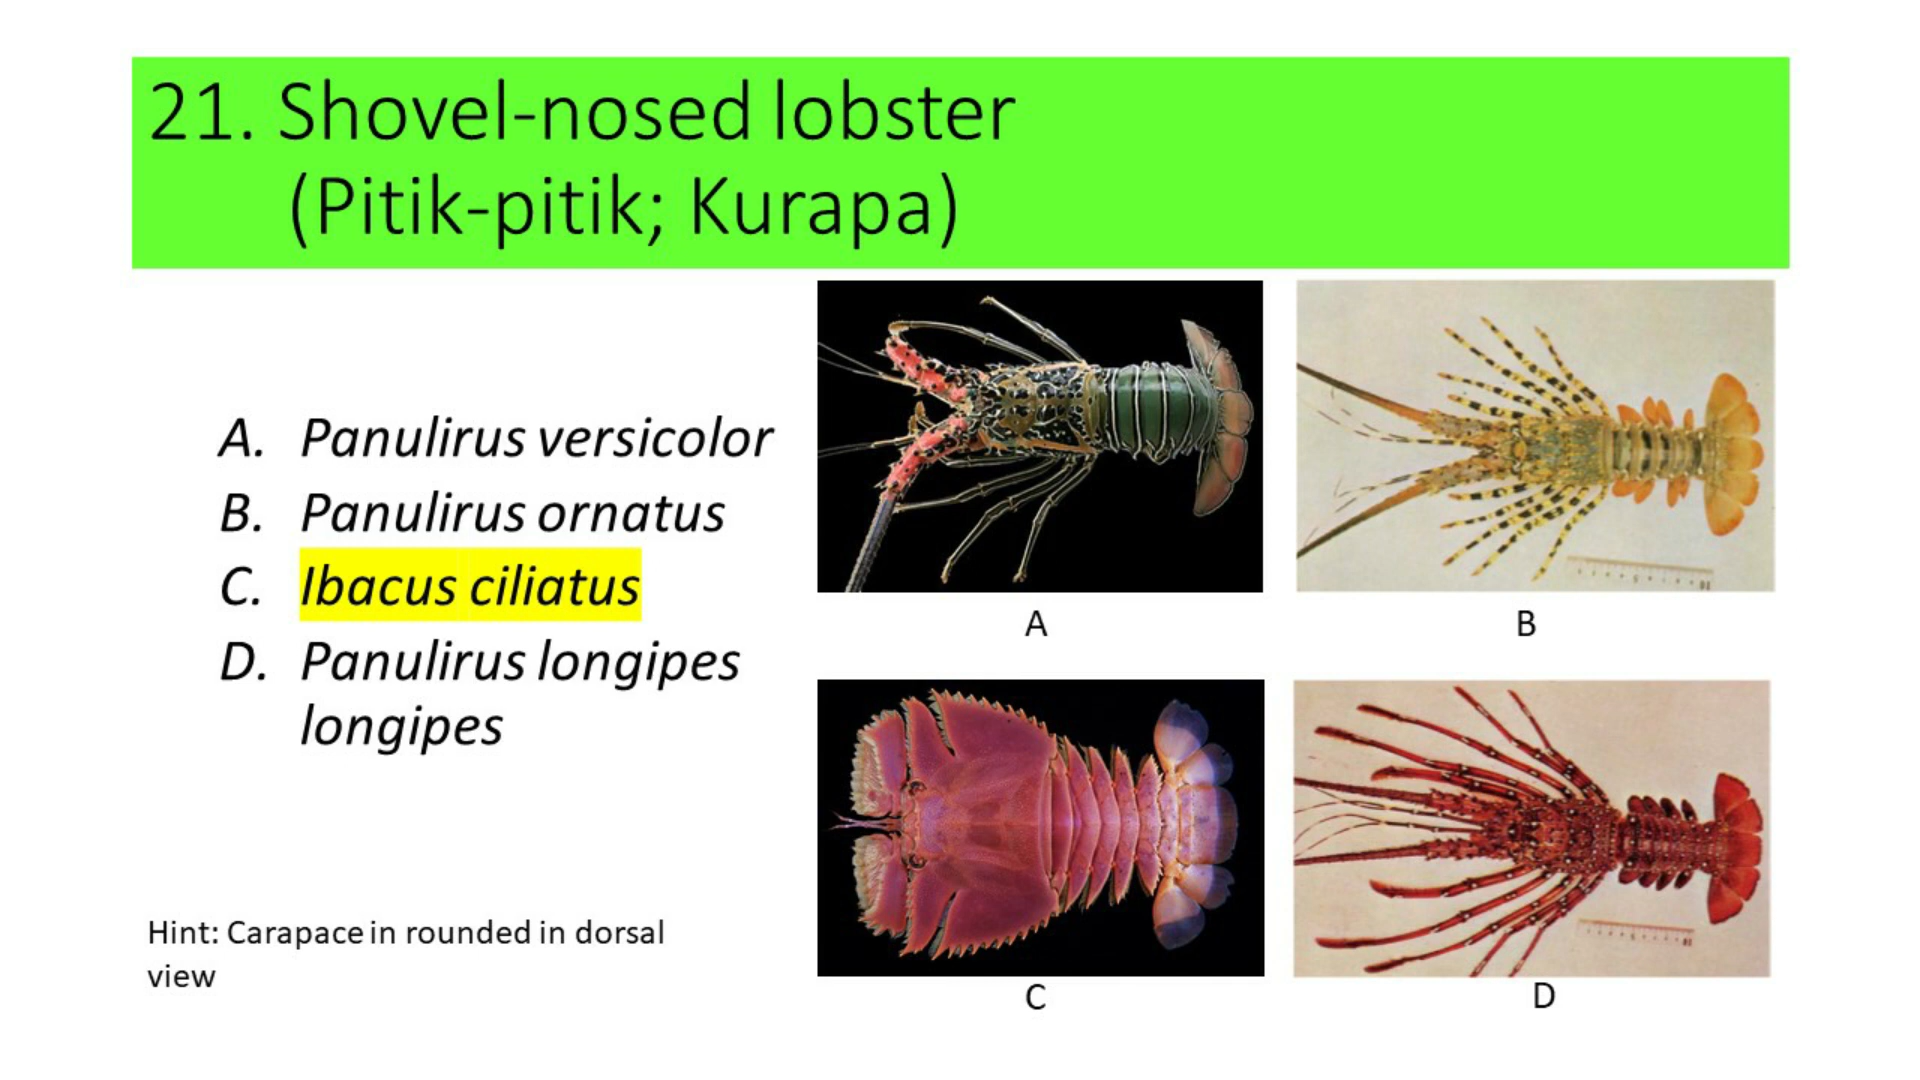 21. Shovel-nosed lobster
(Pitik-pitik; Kurapa)
A. Panulirus versicolor
B. Panulirus ornatus
C. Ibacus ciliatus
D. Panulirus longipes
longipes
Hint: Carapace in rounded in dorsal
view
A
B
C
D